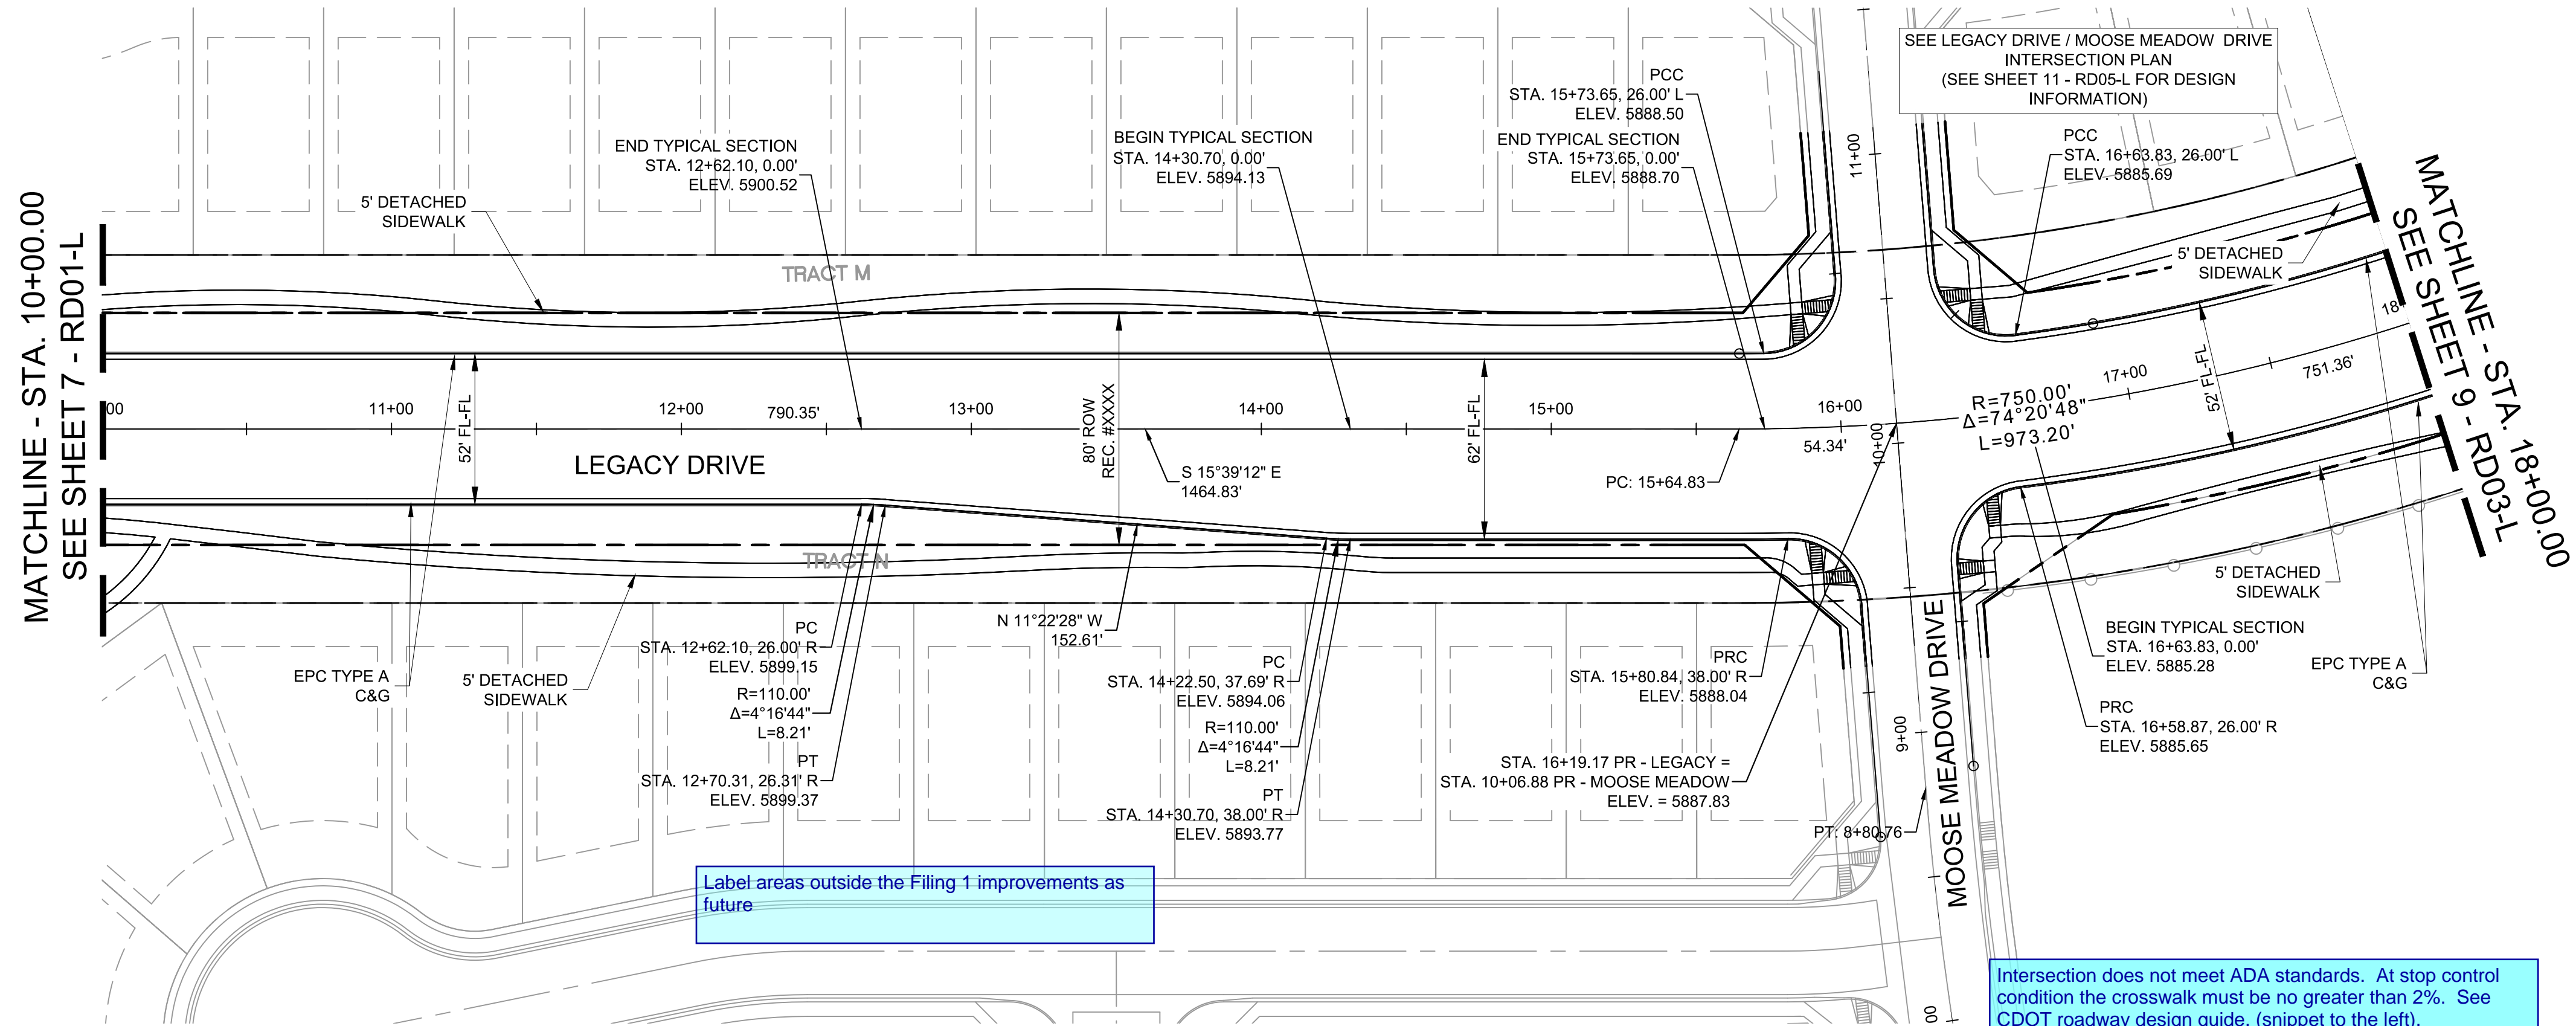 MATCHLINE - STA. 10+00.00
SEE SHEET 7 - RD01-L
5' DETACHED
SIDEWALK
END TYPICAL SECTION
STA. 12+62.10, 0.00'
ELEV. 5900.52
BEGIN TYPICAL SECTION
STA. 14+30.70, 0.00'
ELEV. 5894.13
PCC
STA. 15+73.65, 26.00' L
ELEV. 5888.50
END TYPICAL SECTION
STA. 15+73.65, 0.00'
ELEV. 5888.70
SEE LEGACY DRIVE / MOOSE MEADOW DRIVE
INTERSECTION PLAN
(SEE SHEET 11 - RD05-L FOR DESIGN
INFORMATION)
PCC
STA. 16+63.83, 26.00' L
ELEV. 5885.69
5' DETACHED
SIDEWALK
MATCHLINE - STA. 18+00.00
SEE SHEET 9 - RD03-L
11+00
TRACT M
00
11+00
12+00
790.35'
13+00
14+00
15+00
16+00
17+00
18
52' FL-FL
80' ROW
REC. #XXXX
62' FL-FL
52' FL-FL
751.36'
R=750.00'
Δ=74°20'48"
L=973.20'
54.34'
10+00
LEGACY DRIVE
S 15°39'12" E
1464.83'
PC: 15+64.83
TRACT N
N 11°22'28" W
152.61'
EPC TYPE A
C&G
5' DETACHED
SIDEWALK
PC
STA. 12+62.10, 26.00' R
ELEV. 5899.15
R=110.00'
Δ=4°16'44"
L=8.21'
PT
STA. 12+70.31, 26.31' R
ELEV. 5899.37
PC
STA. 14+22.50, 37.69' R
ELEV. 5894.06
R=110.00'
Δ=4°16'44"
L=8.21'
PT
STA. 14+30.70, 38.00' R
ELEV. 5893.77
PRC
STA. 15+80.84, 38.00' R
ELEV. 5888.04
STA. 16+19.17 PR - LEGACY =
STA. 10+06.88 PR - MOOSE MEADOW
ELEV. = 5887.83
PT: 8+80.76
9+00
MOOSE MEADOW DRIVE
5' DETACHED
SIDEWALK
BEGIN TYPICAL SECTION
STA. 16+63.83, 0.00'
ELEV. 5885.28
EPC TYPE A
C&G
PRC
STA. 16+58.87, 26.00' R
ELEV. 5885.65
Label areas outside the Filing 1 improvements as
future
00
Intersection does not meet ADA standards. At stop control
condition the crosswalk must be no greater than 2%. See
CDOT roadway design guide. (snippet to the left).